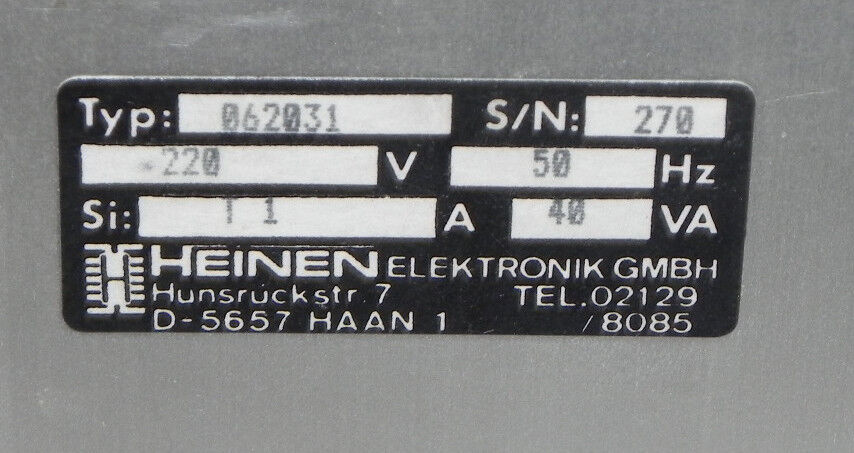 Typ: 062031 S/N: 270
220 V 50 Hz
Si: T 1 A 40 VA
HEINEN ELEKTRONIK GMBH
Hunsrückstr. 7 TEL.02129
D-5657 HAAN 1 /8085